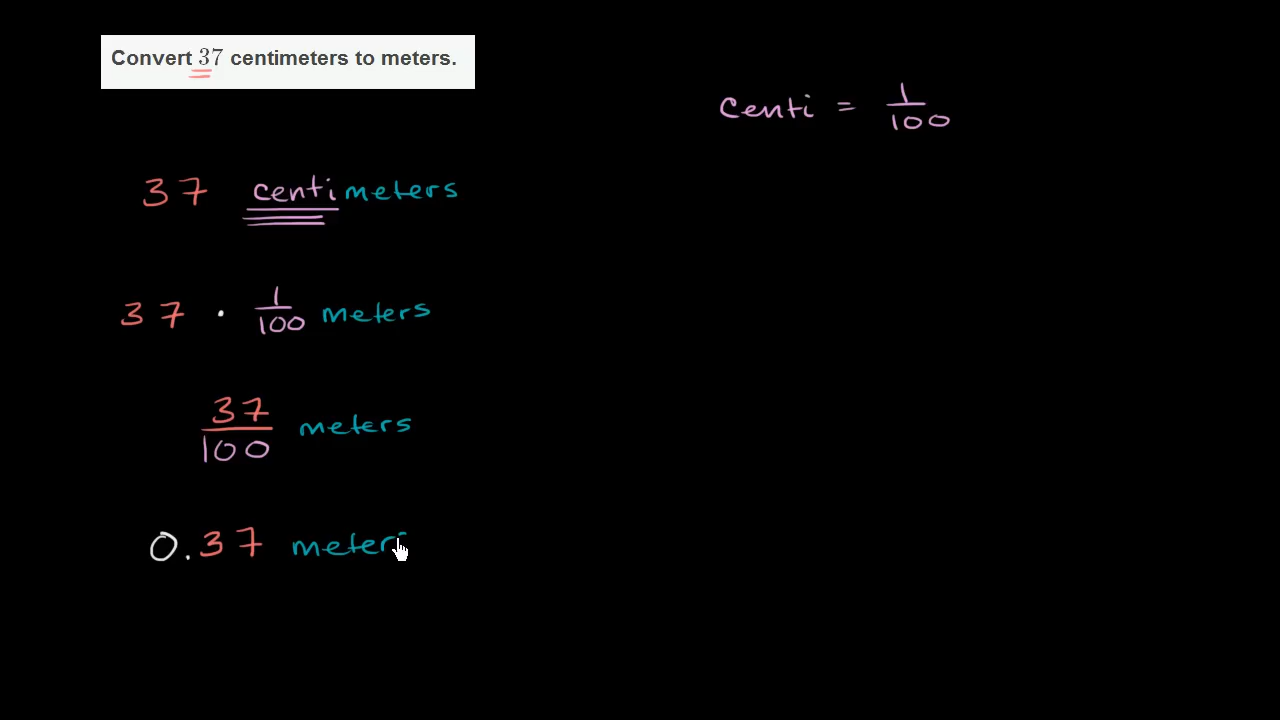 Convert 37 centimeters to meters.
centi = 1/100
37 centimeters
37 · 1/100 meters
37/100 meters
0.37 meters